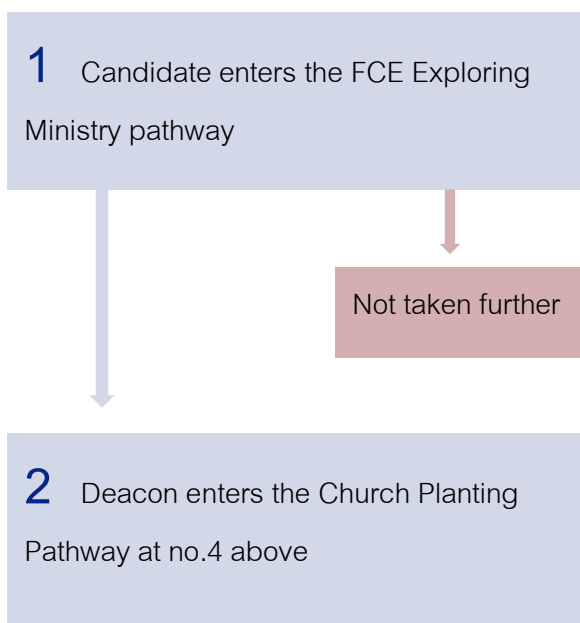 1 Candidate enters the FCE Exploring
Ministry pathway
Not taken further
2 Deacon enters the Church Planting
Pathway at no.4 above